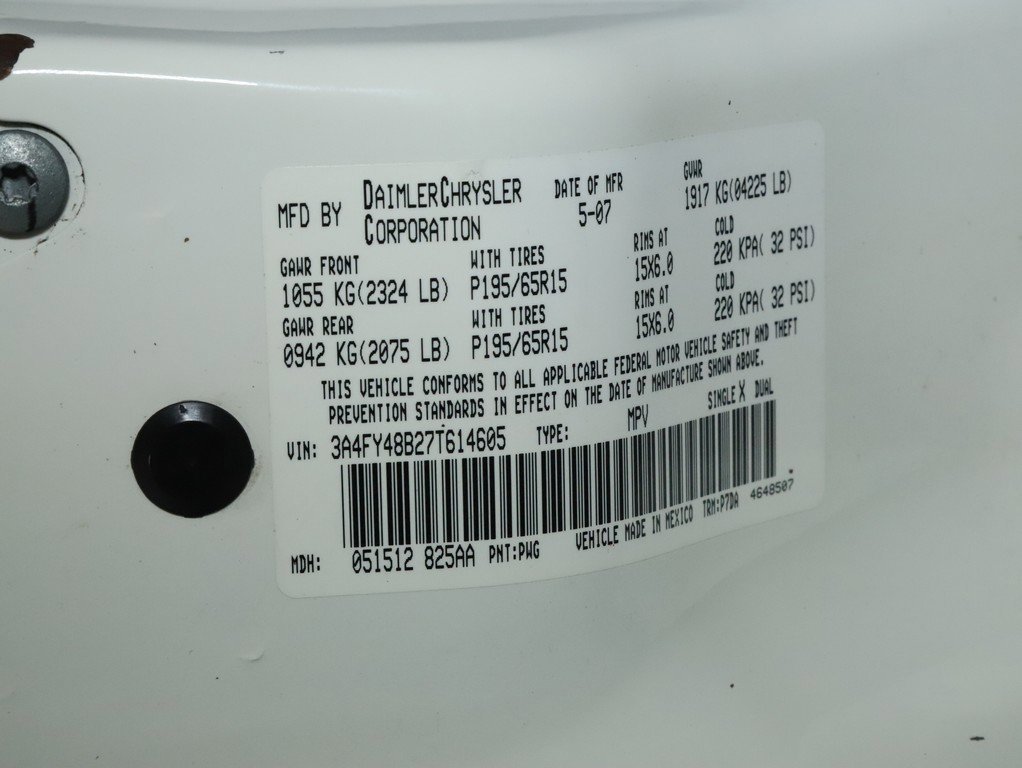 MFD BY DAIMLERCHRYSLER CORPORATION DATE OF MFR 5-07 GVWR 1917 KG(04225 LB)
GAWR FRONT WITH TIRES RIMS AT COLD
1055 KG(2324 LB) P195/65R15 15X6.0 220 KPA( 32 PSI)
GAWR REAR WITH TIRES RIMS AT COLD
0942 KG(2075 LB) P195/65R15 15X6.0 220 KPA( 32 PSI)
THIS VEHICLE CONFORMS TO ALL APPLICABLE FEDERAL MOTOR VEHICLE SAFETY AND THEFT
PREVENTION STANDARDS IN EFFECT ON THE DATE OF MANUFACTURE SHOWN ABOVE.
VIN: 3A4FY48B27T614605 TYPE: MPV SINGLE X DUAL
MDH: 051512 825AA PNT:PWG VEHICLE MADE IN MEXICO TRM:P7DA 4648507